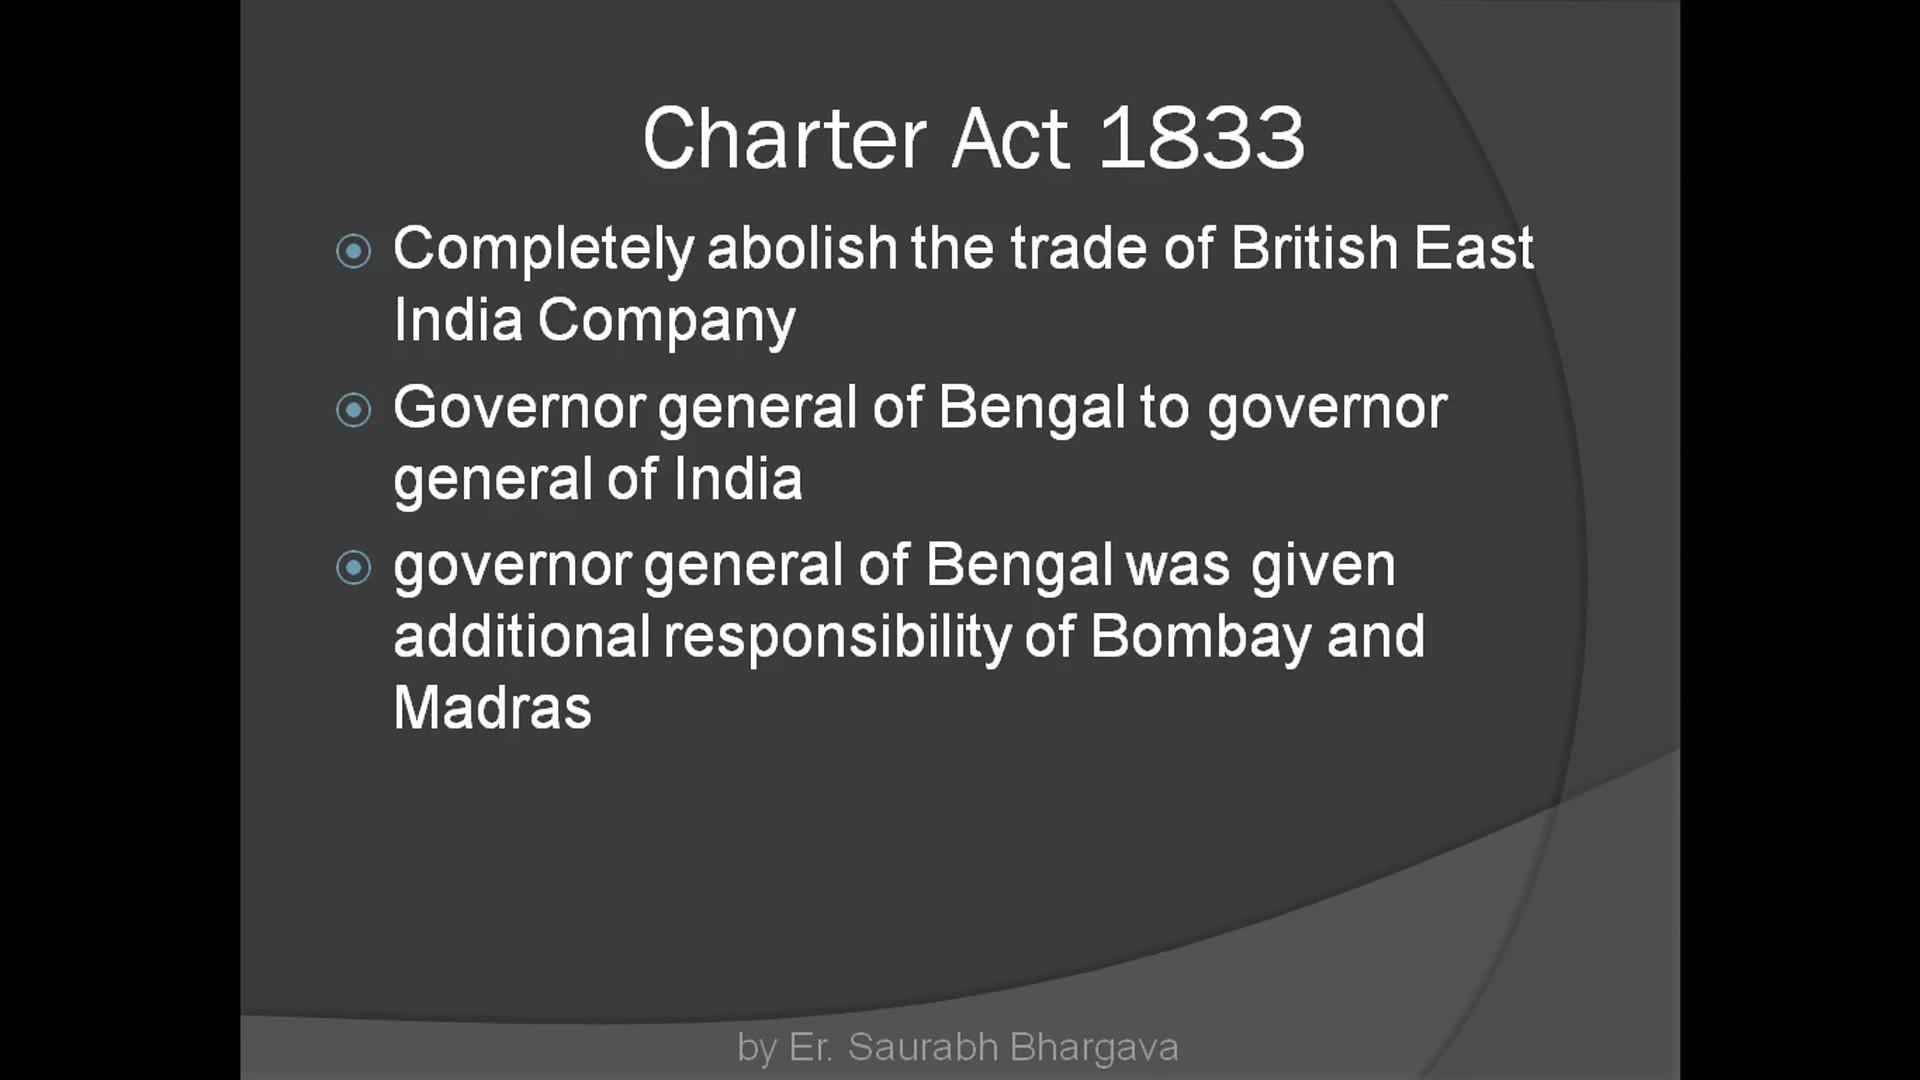 Charter Act 1833
Completely abolish the trade of British East
India Company
Governor general of Bengal to governor
general of India
governor general of Bengal was given
additional responsibility of Bombay and
Madras
by Er. Saurabh Bhargava